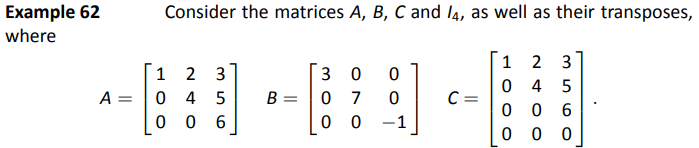 Example 62 Consider the matrices A, B, C and I₄, as well as their transposes,
where
A = [1 2 3; 0 4 5; 0 0 6] B = [3 0 0; 0 7 0; 0 0 −1] C = [1 2 3; 0 4 5; 0 0 6; 0 0 0].